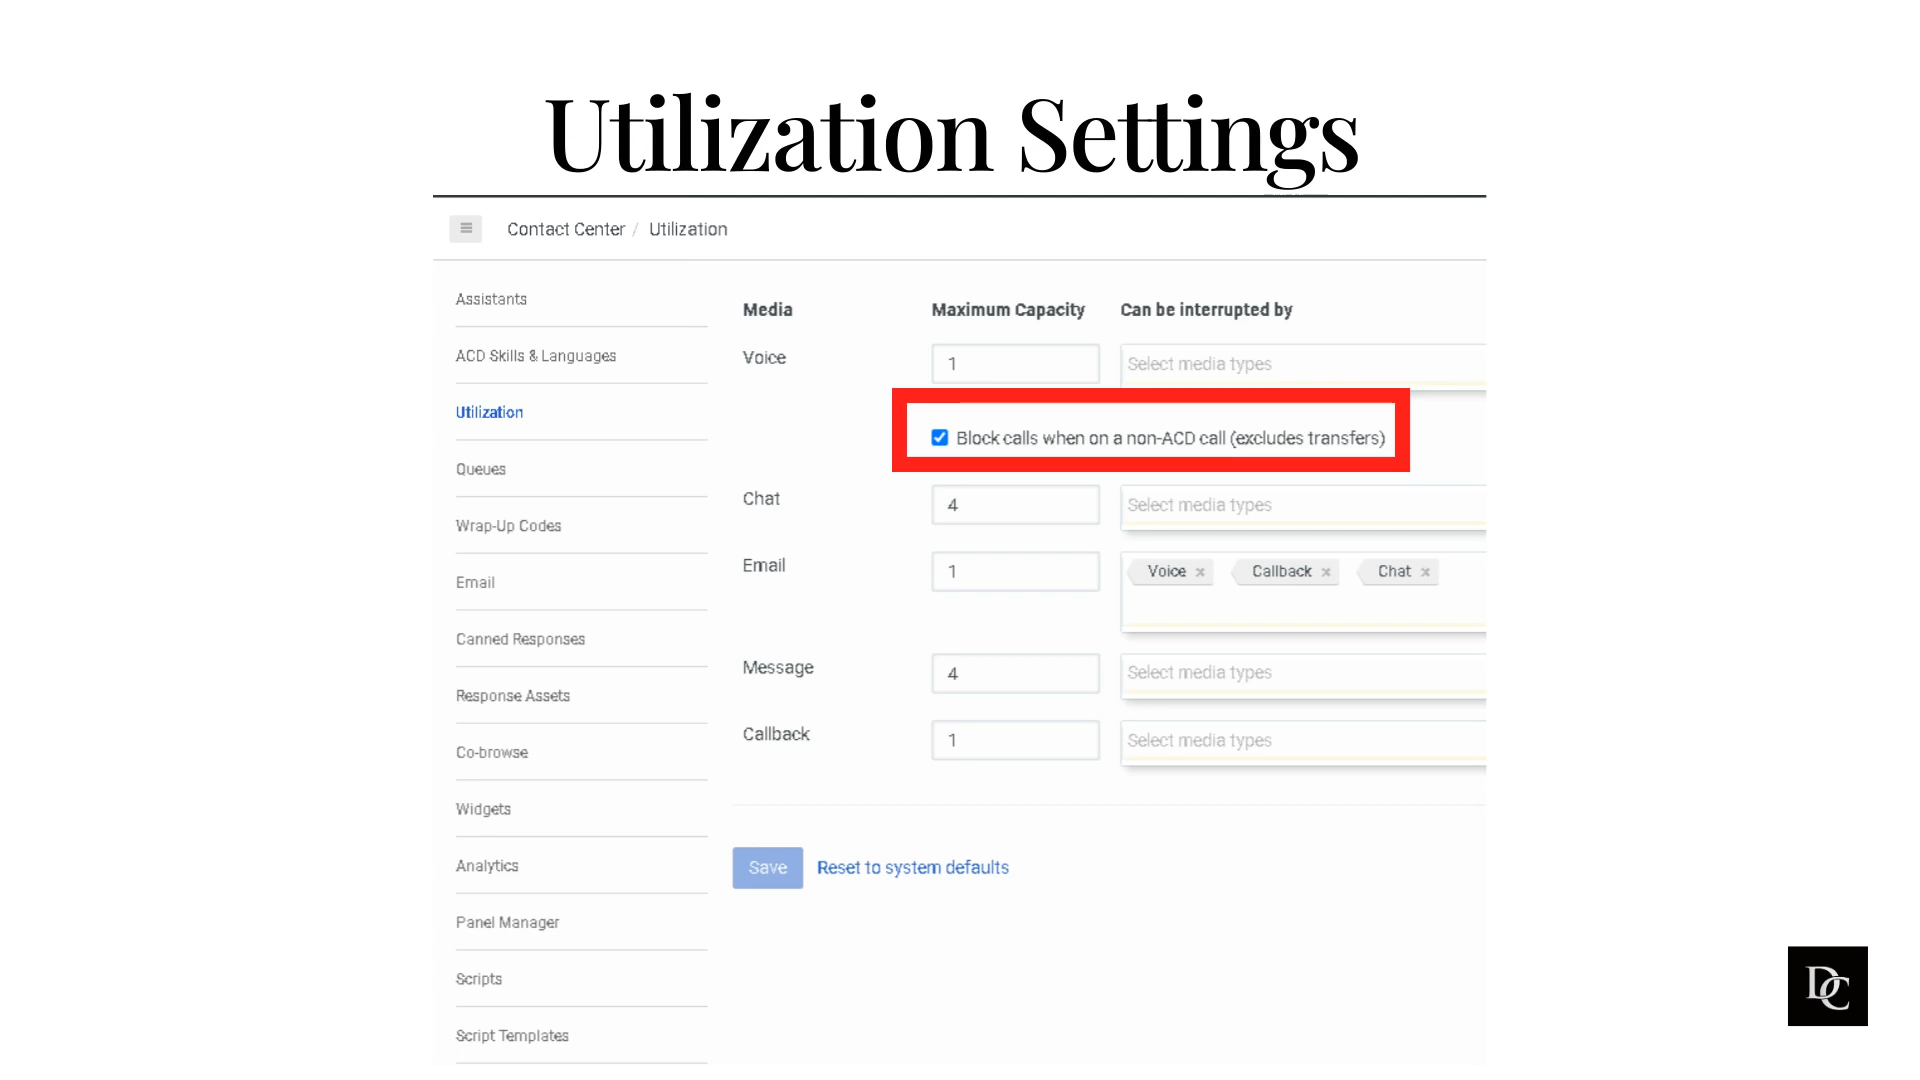 Utilization Settings
Contact Center / Utilization
Assistants
ACD Skills & Languages
Utilization
Queues
Wrap-Up Codes
Email
Canned Responses
Response Assets
Co-browse
Widgets
Analytics
Panel Manager
Scripts
Script Templates
Media Maximum Capacity Can be interrupted by
Voice 1 Select media types
Block calls when on a non-ACD call (excludes transfers)
Chat 4 Select media types
Email 1 Voice × Callback × Chat ×
Message 4 Select media types
Callback 1 Select media types
Save Reset to system defaults
DC